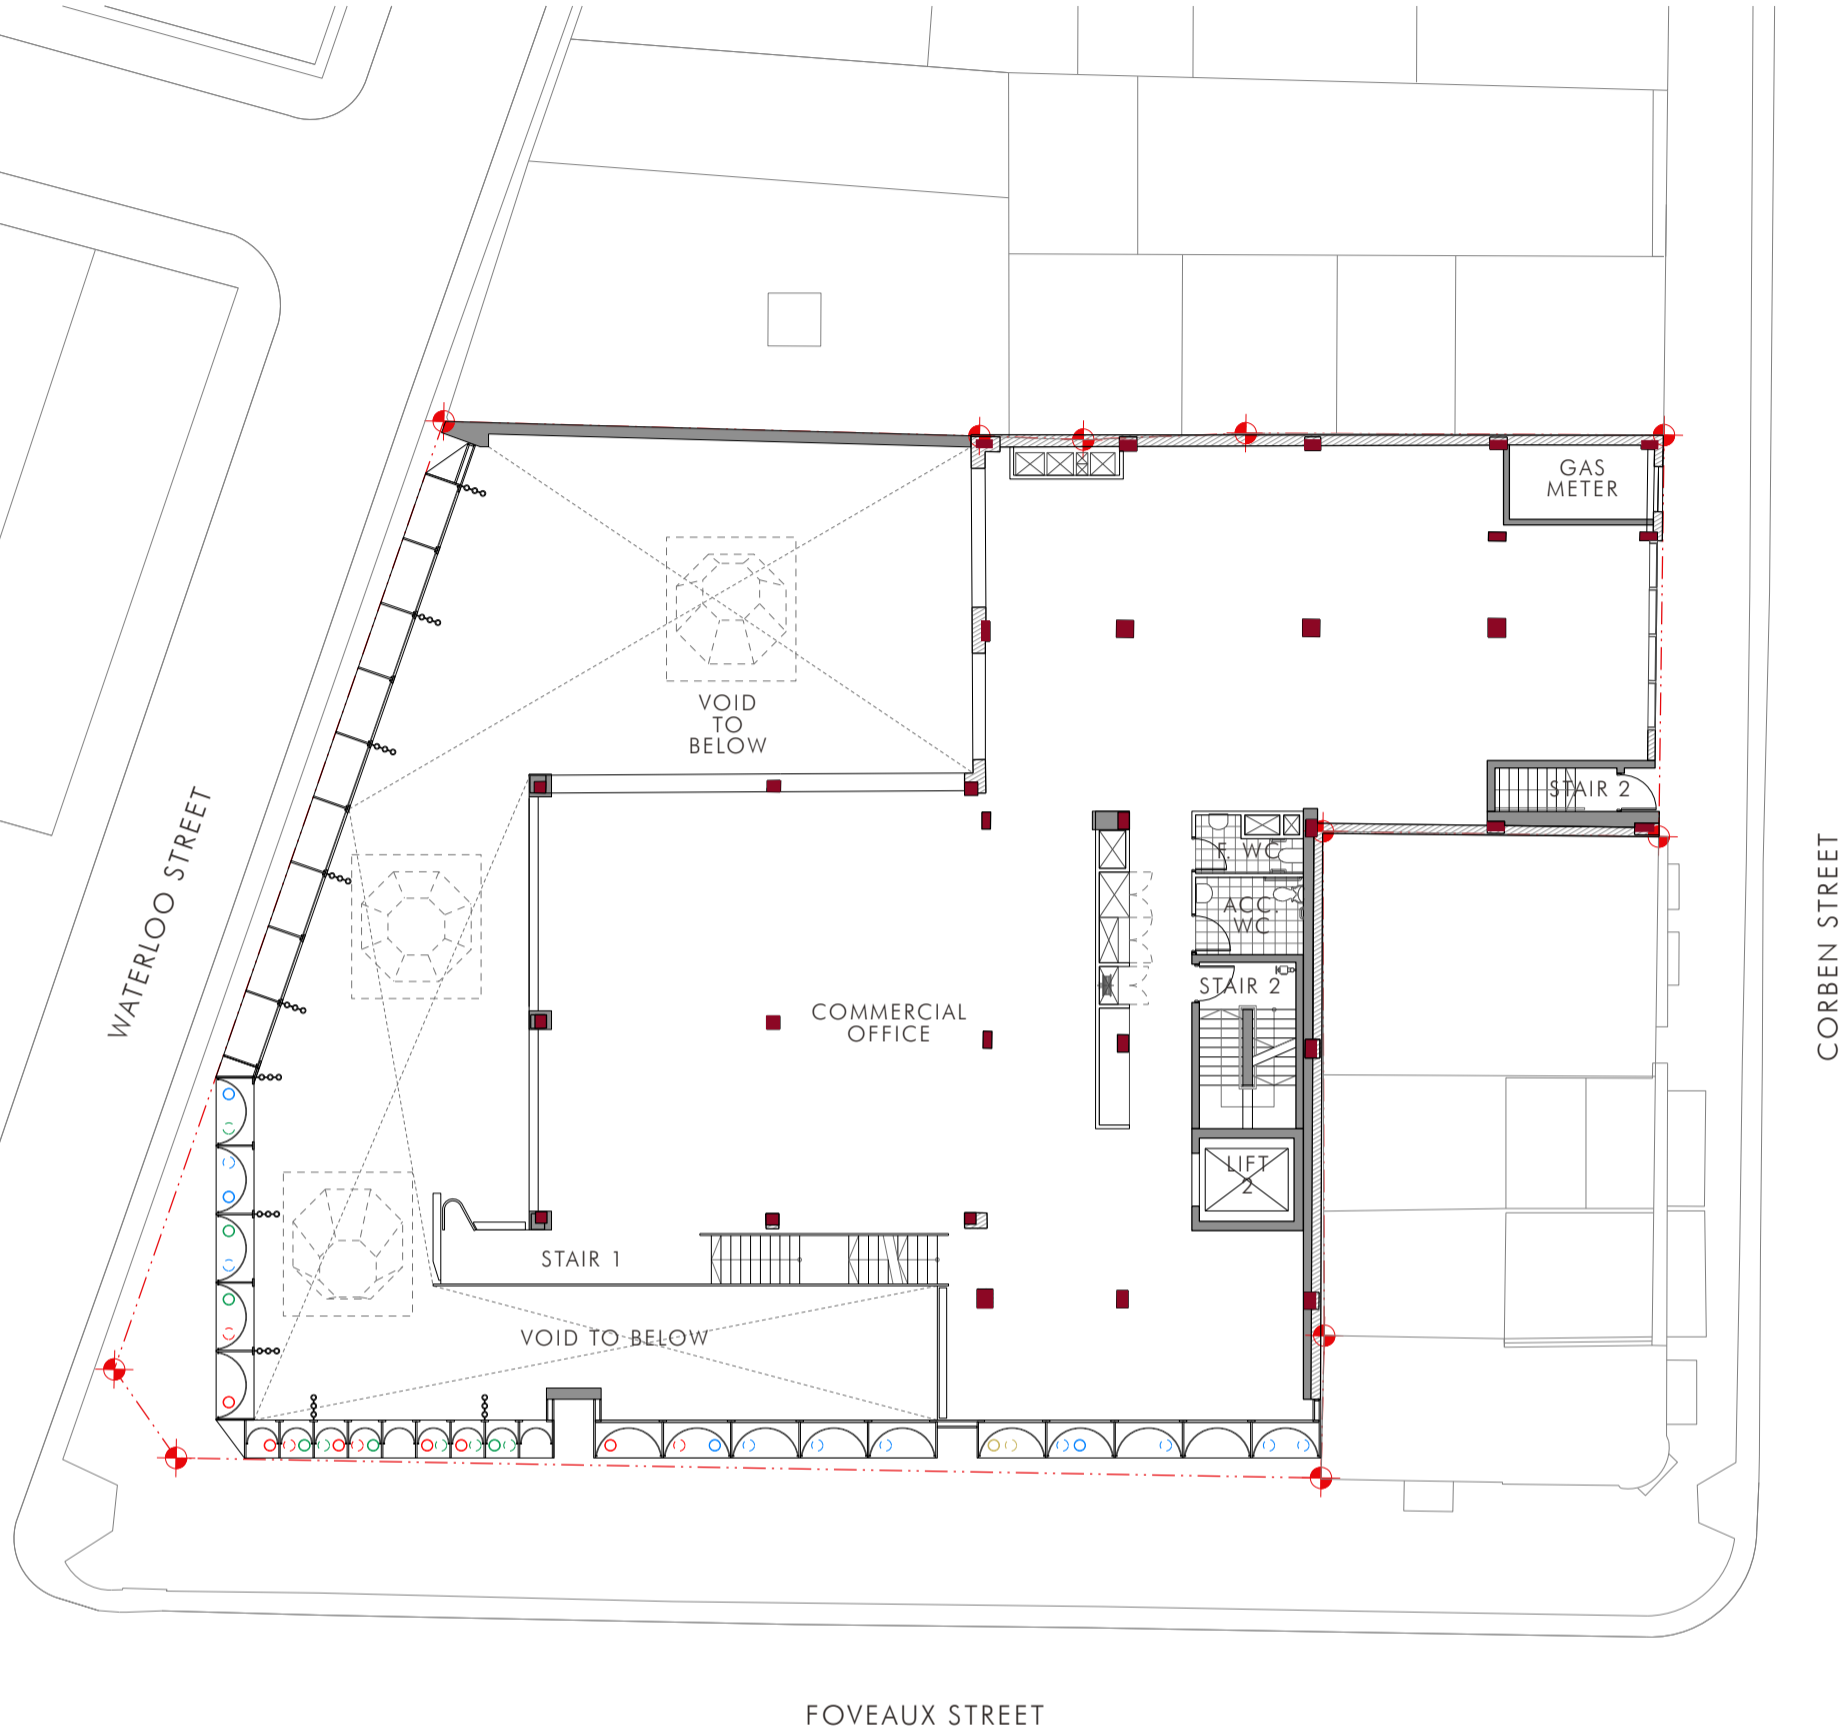 GAS
METER
VOID
TO
BELOW
STAIR 2
WATERLOO STREET
F. WC
ACC.
WC
CORBEN STREET
STAIR 2
COMMERCIAL
OFFICE
LIFT
2
STAIR 1
VOID TO BELOW
FOVEAUX STREET